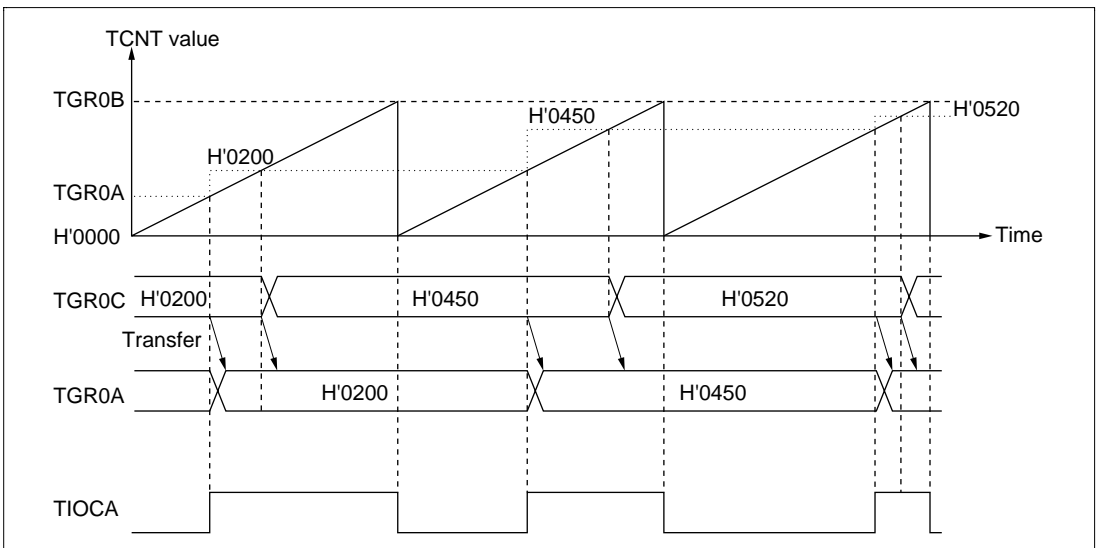 TCNT value
TGR0B
H'0520
H'0450
H'0200
TGR0A
H'0000
Time
TGR0C
H'0200
H'0450
H'0520
Transfer
TGR0A
H'0200
H'0450
TIOCA